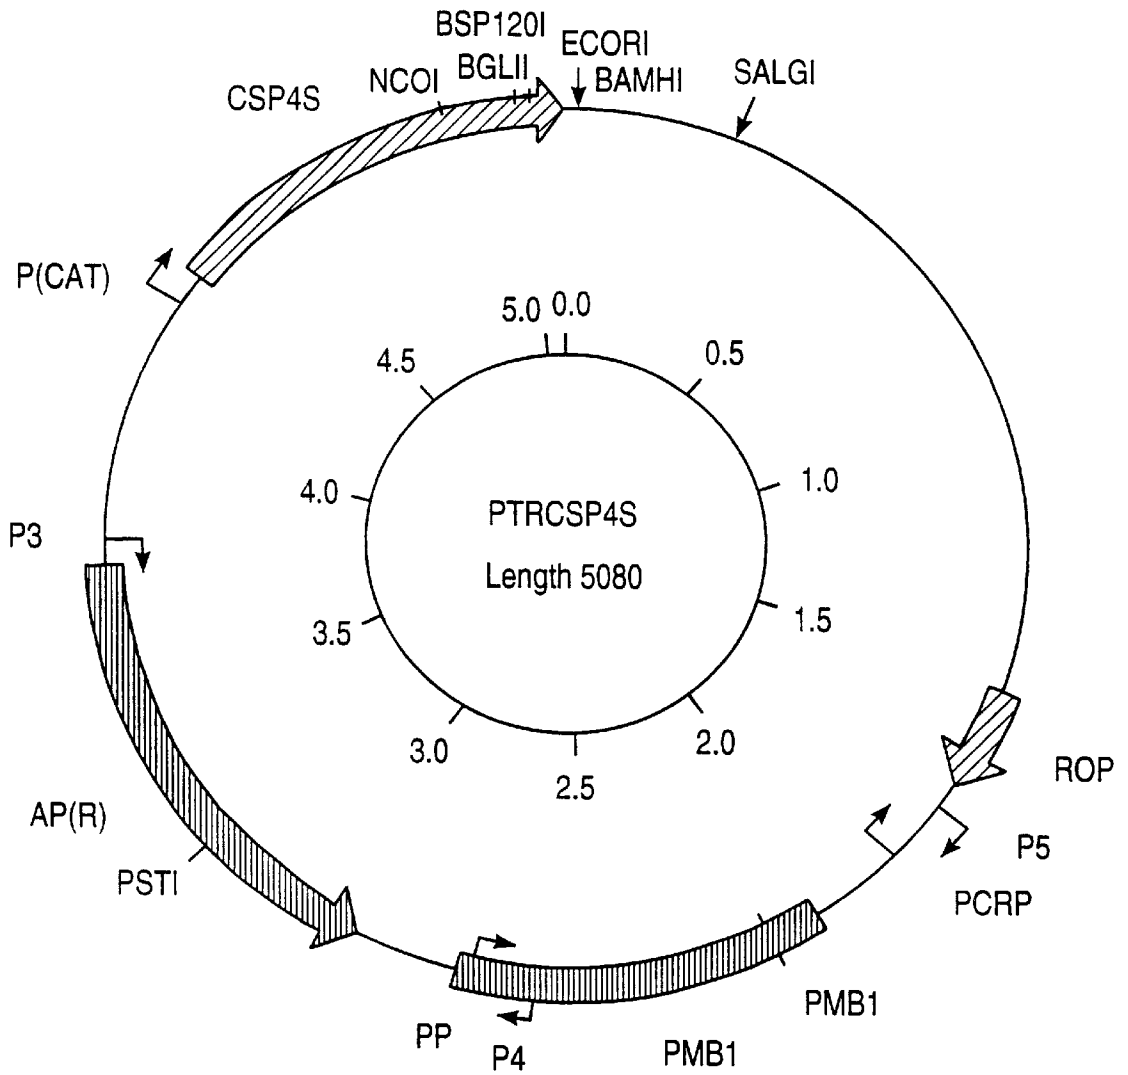 BSP120I
ECORI
BGLII
BAMHI
SALGI
NCOI
CSP4S
P(CAT)
5.0 0.0
4.5
0.5
4.0
1.0
PTRCSP4S
P3
Length 5080
3.5
1.5
3.0
2.0
2.5
ROP
AP(R)
P5
PSTI
PCRP
PMB1
PP
P4
PMB1